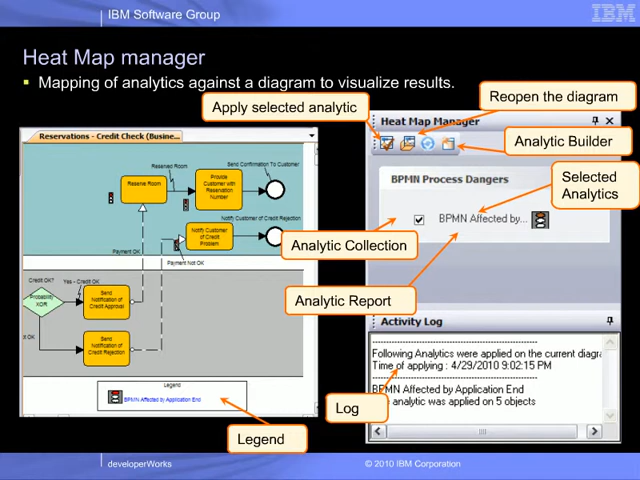 IBM Software Group
IBM
Heat Map manager
Mapping of analytics against a diagram to visualize results.
Apply selected analytic
Reopen the diagram
Analytic Builder
Selected
Analytics
Analytic Collection
Analytic Report
Log
Legend
Reservations - Credit Check (Busine...
Reserved Room
Send Confirmation To Customer
Reserve Room
Provide
Customer with
Reservation
Number
Notify Customer of Credit Rejection
Notify Customer
of Credit
Problem
Payment OK
Payment Not OK
Credit OK?
Yes - Credit OK
Probability
XOR
Send
Notification of
Credit Approval
X OK
Send
Notification of
Credit Rejection
Legend
BPMN Affected by Application End
Heat Map Manager
BPMN Process Dangers
BPMN Affected by...
Activity Log
Following Analytics were applied on the current diagra
Time of applying : 4/29/2010 9:02:15 PM
BPMN Affected by Application End
analytic was applied on 5 objects
developerWorks
© 2010 IBM Corporation